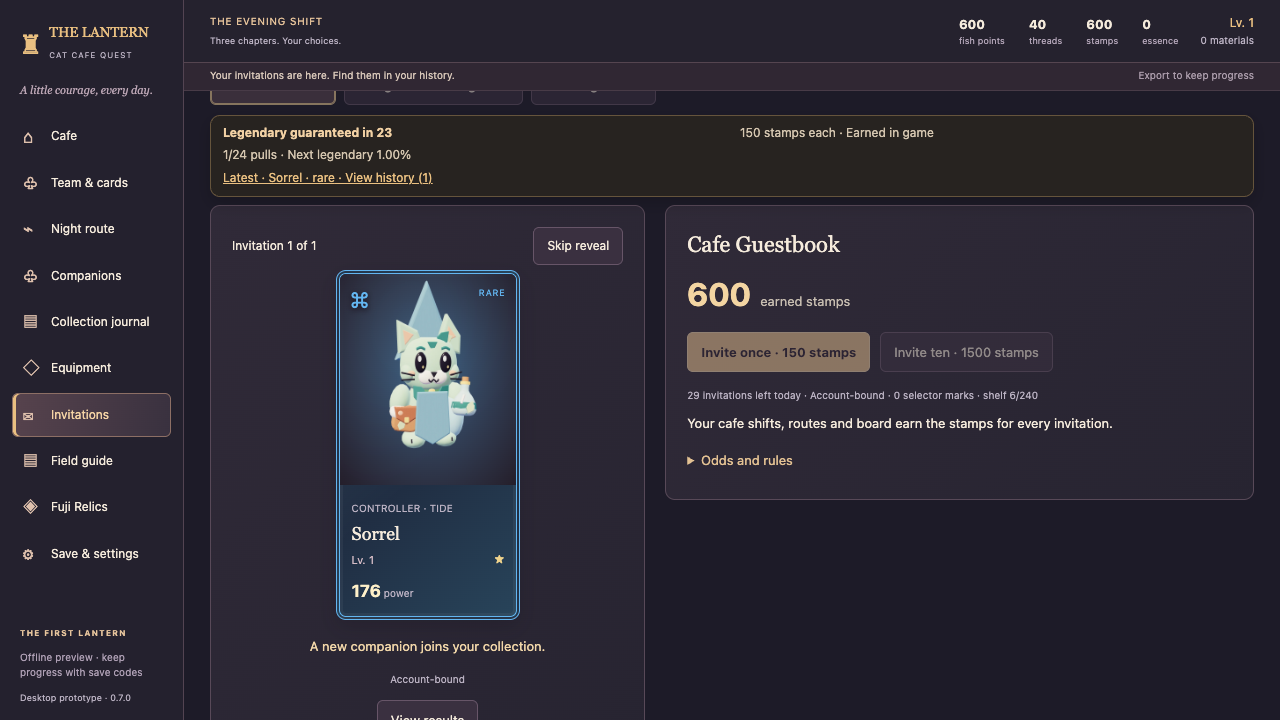 THE LANTERN
CAT CAFE QUEST
A little courage, every day.
Cafe
Team & cards
Night route
Companions
Collection journal
Equipment
Invitations
Field guide
Fuji Relics
Save & settings
THE FIRST LANTERN
Offline preview · keep
progress with save codes
Desktop prototype · 0.7.0
THE EVENING SHIFT
Three chapters. Your choices.
600
fish points
40
threads
600
stamps
0
essence
Lv. 1
0 materials
Your invitations are here. Find them in your history.
Export to keep progress
Legendary guaranteed in 23
150 stamps each · Earned in game
1/24 pulls · Next legendary 1.00%
Latest · Sorrel · rare · View history (1)
Invitation 1 of 1
Skip reveal
RARE
CONTROLLER · TIDE
Sorrel
Lv. 1
176 power
A new companion joins your collection.
Account-bound
View results
Cafe Guestbook
600 earned stamps
Invite once · 150 stamps
Invite ten · 1500 stamps
29 invitations left today · Account-bound · 0 selector marks · shelf 6/240
Your cafe shifts, routes and board earn the stamps for every invitation.
Odds and rules